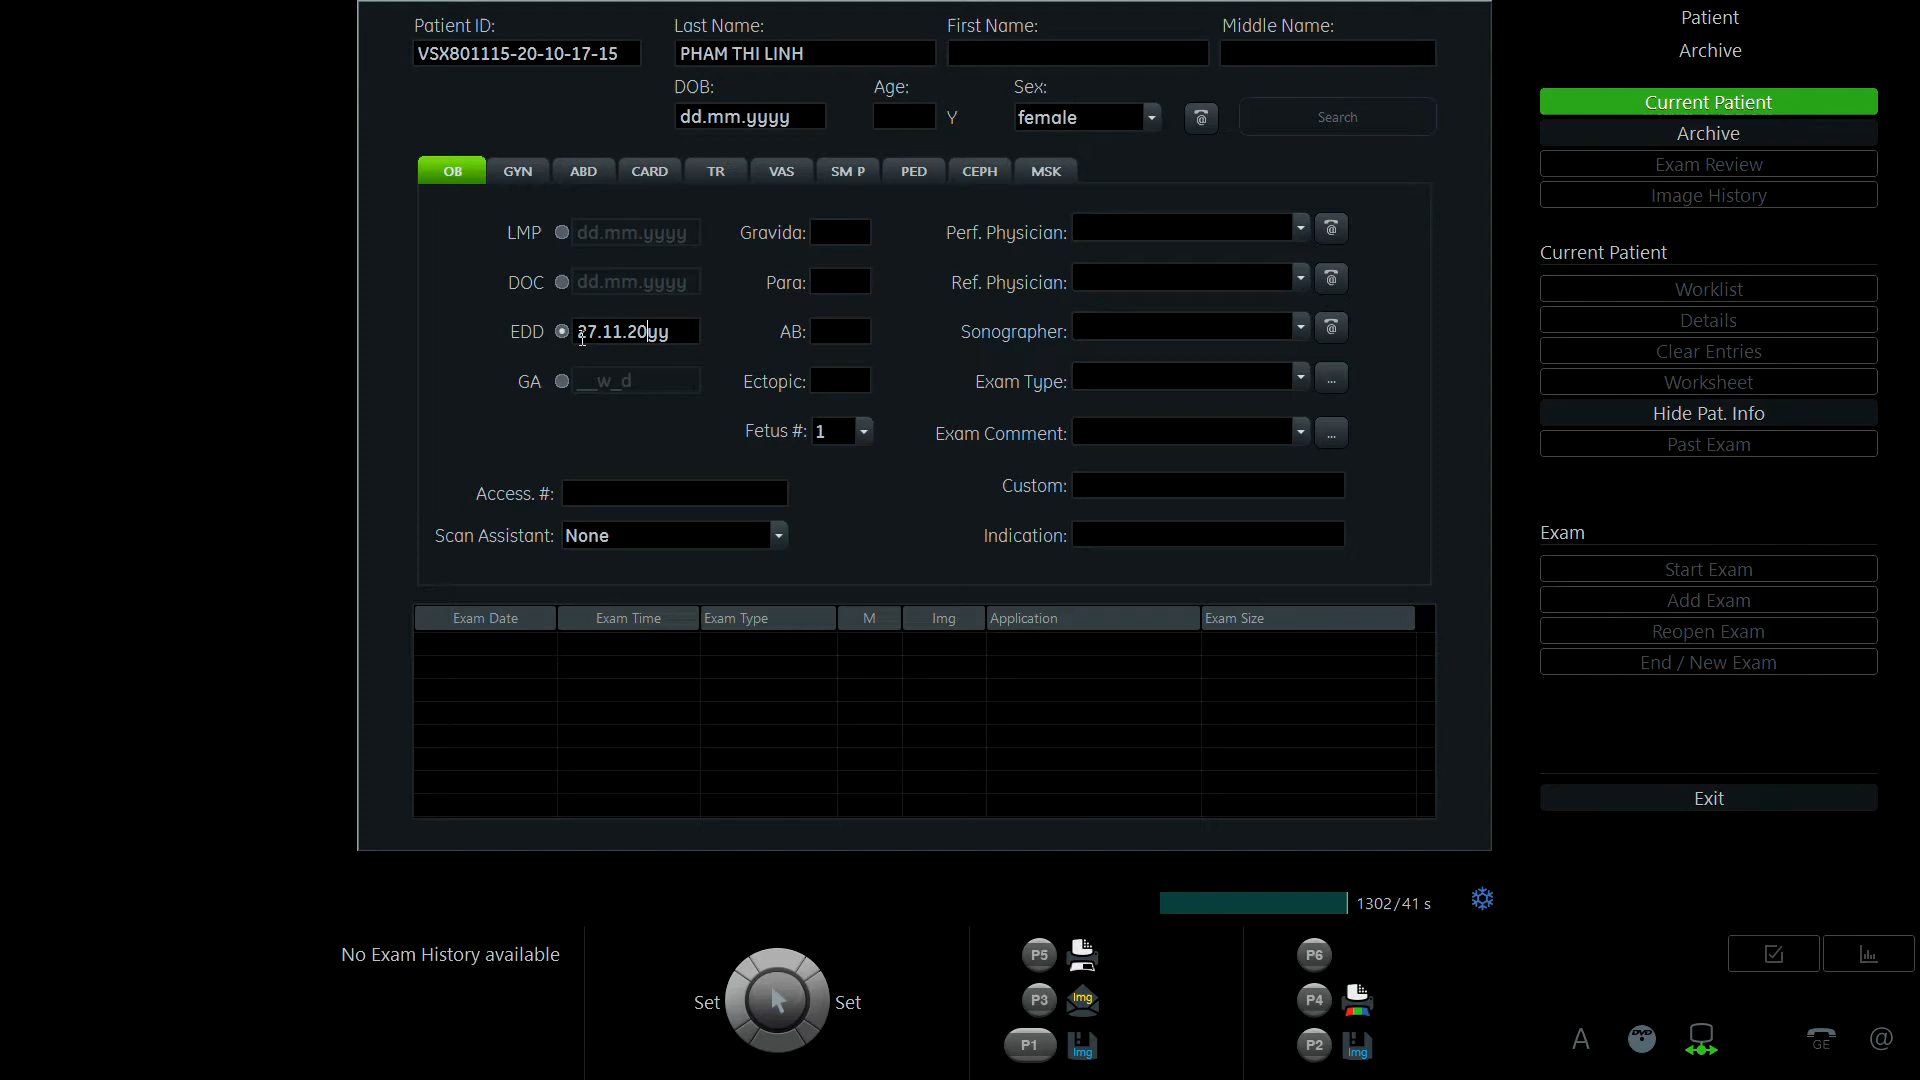 Patient ID: Last Name: First Name: Middle Name:
VSX801115-20-10-17-15 PHAM THI LINH
DOB: Age: Sex:
dd.mm.yyyy Y female @ Search
OB GYN ABD CARD TR VAS SM P PED CEPH MSK
LMP dd.mm.yyyy Gravida: Perf. Physician: @
DOC dd.mm.yyyy Para: Ref. Physician: @
EDD 27.11.20yy AB: Sonographer: @
GA __w_d Ectopic: Exam Type: ...
Fetus #: 1 Exam Comment: ...
Access. #: Custom:
Scan Assistant: None Indication:
Exam Date Exam Time Exam Type M Img Application Exam Size
1302/41 s
No Exam History available
Set Set
P5
P3 Img
P1 Img
P6
P4
P2 Img
Patient
Archive
Current Patient
Archive
Exam Review
Image History
Current Patient
Worklist
Details
Clear Entries
Worksheet
Hide Pat. Info
Past Exam
Exam
Start Exam
Add Exam
Reopen Exam
End / New Exam
Exit
A DVD GE @